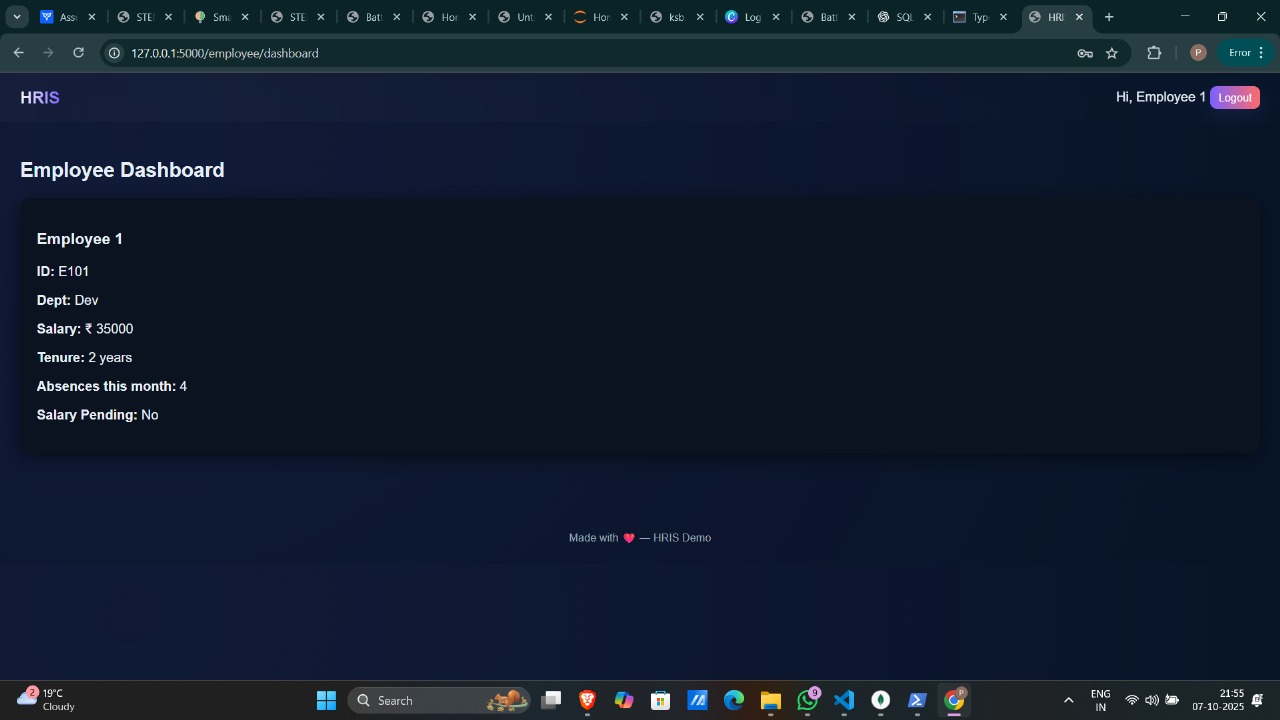 Ass
STE
Sma
STE
Batt
Hor
Unt
Hor
ksb
Log
Batt
SQL
Typ
HRI
127.0.0.1:5000/employee/dashboard
P
Error
HRIS
Hi, Employee 1 Logout
Employee Dashboard
Employee 1
ID: E101
Dept: Dev
Salary: ₹ 35000
Tenure: 2 years
Absences this month: 4
Salary Pending: No
Made with ❤️ — HRIS Demo
2
19°C
Cloudy
Search
9
P
ENG
IN
21:55
07-10-2025